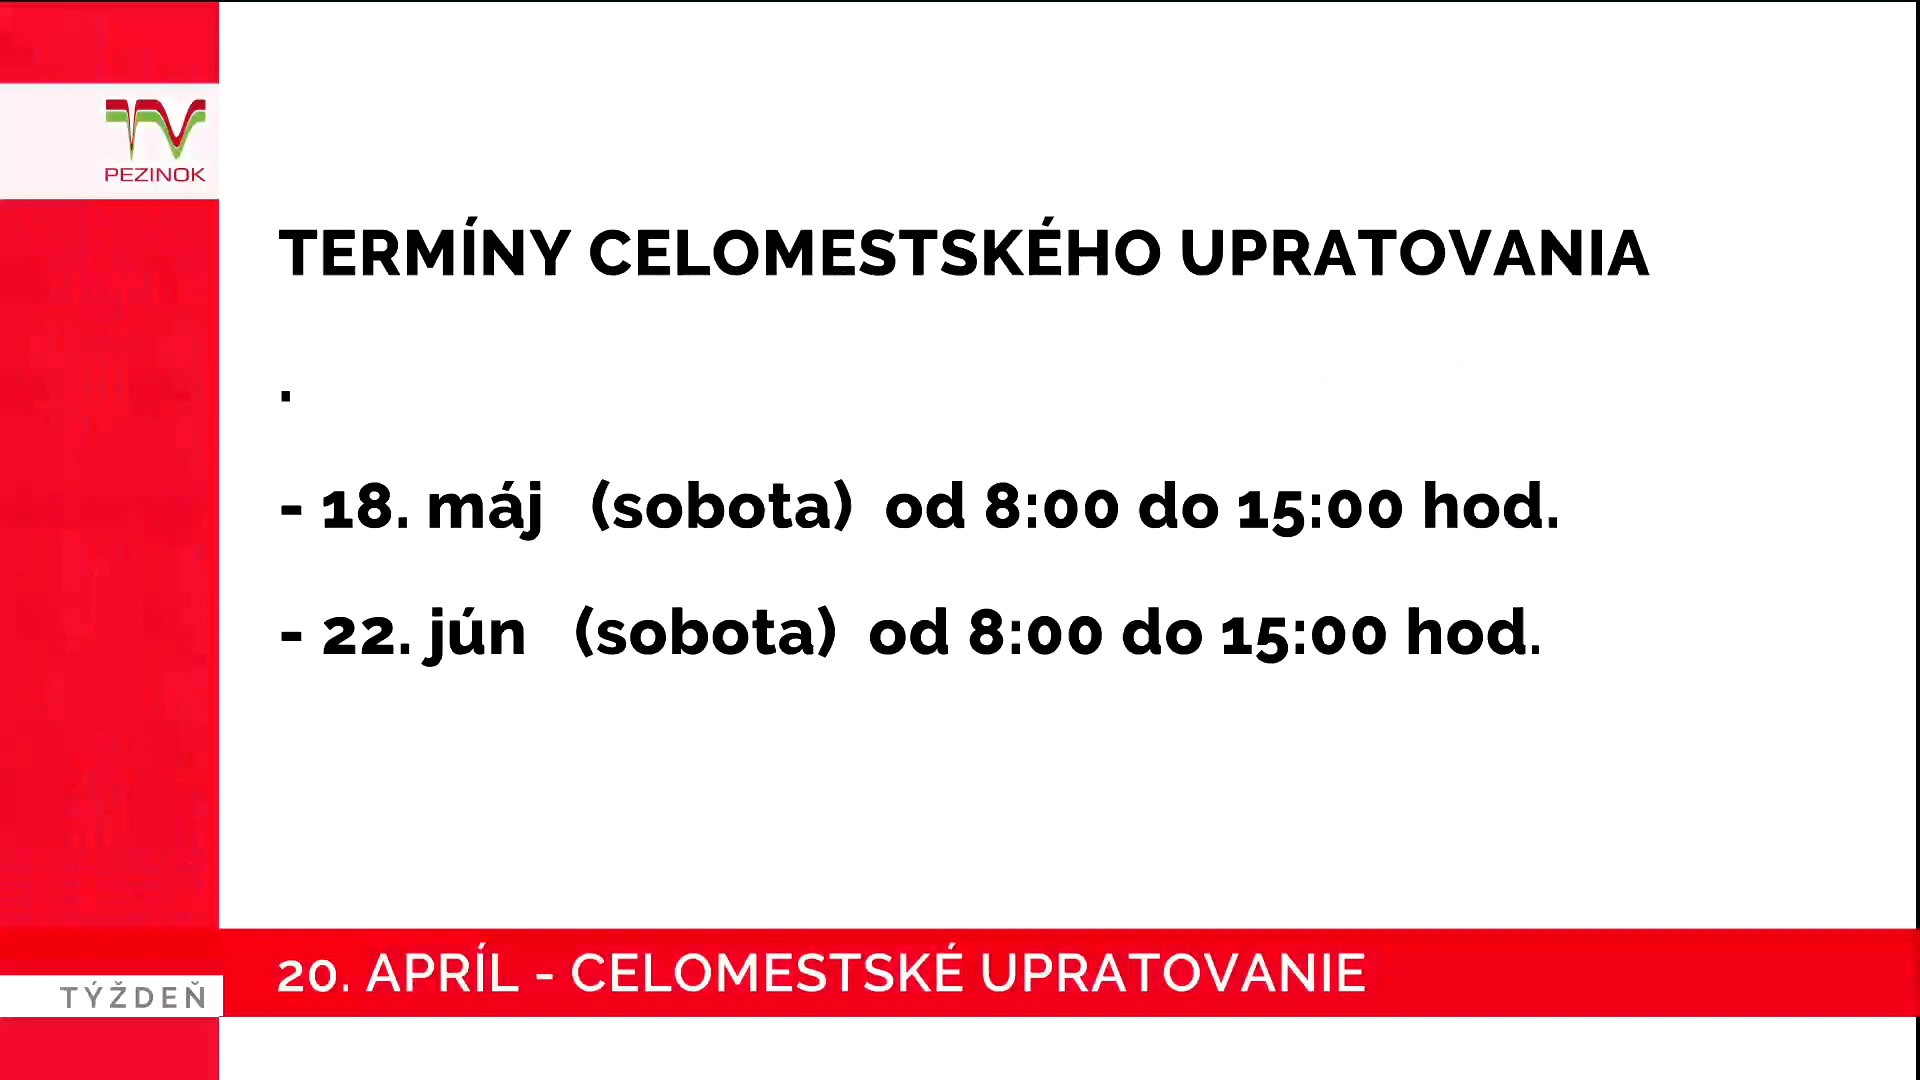 TV
PEZINOK
TERMÍNY CELOMESTSKÉHO UPRATOVANIA
.
- 18. máj (sobota) od 8:00 do 15:00 hod.
- 22. jún (sobota) od 8:00 do 15:00 hod.
20. APRÍL - CELOMESTSKÉ UPRATOVANIE
TÝŽDEŇ